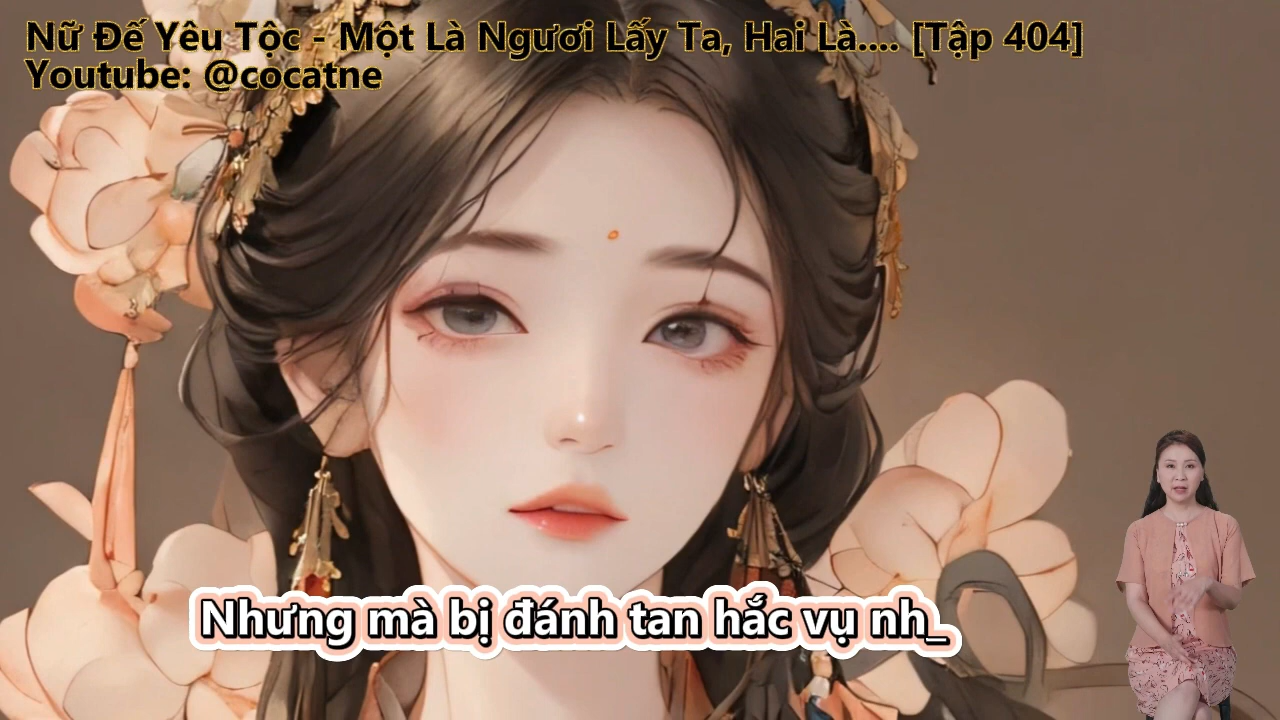 Nữ Đế Yêu Tộc - Một Là Ngươi Lấy Ta, Hai Là.... [Tập 404]
Youtube: @cocatne
Nhưng mà bị đánh tan hắc vụ nh_